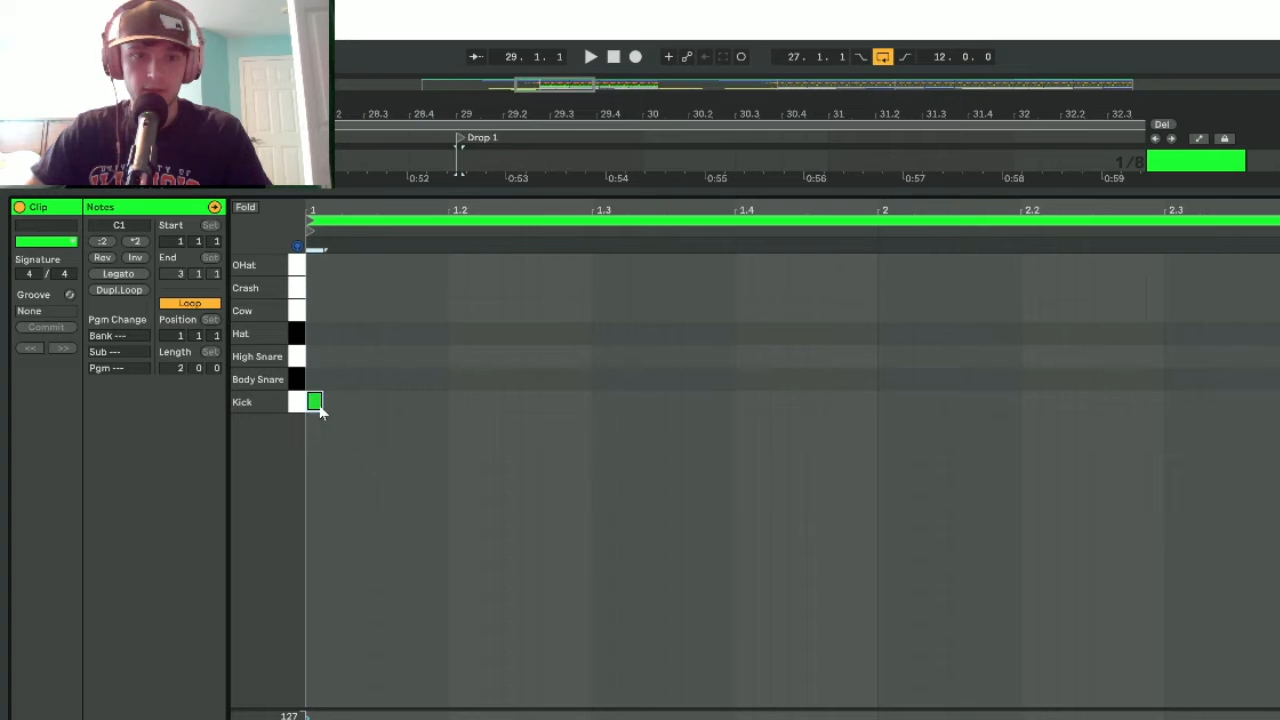 29. 1. 1
27. 1. 1
12. 0. 0
2 28.3 28.4 29 29.2 29.3 29.4 30 30.2 30.3 30.4 31 31.2 31.3 31.4 32 32.2 32.3
Drop 1
Del
1/8
0:52 0:53 0:54 0:55 0:56 0:57 0:58 0:59
UNIVERSITY OF
ILLINOIS
Clip
Notes
Fold
1 1.2 1.3 1.4 2 2.2 2.3
C1
Start Set
:2 *2
1 1 1
Signature
Rev Inv
End Set
4 / 4
Legato
3 1 1
Groove
Dupl.Loop
None
Loop
Commit
Pgm Change
Position Set
<< >>
Bank ---
1 1 1
Sub ---
Length Set
Pgm ---
2 0 0
OHat
Crash
Cow
Hat
High Snare
Body Snare
Kick
127